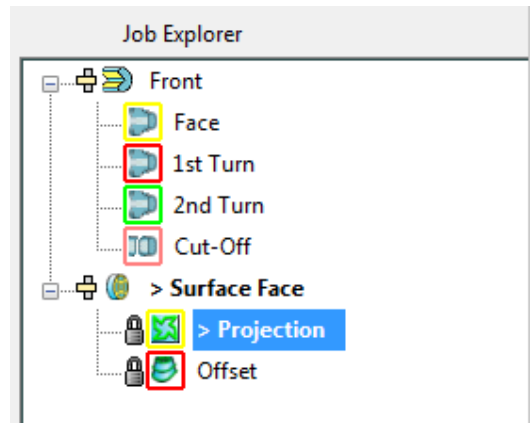 Job Explorer
Front
Face
1st Turn
2nd Turn
Cut-Off
> Surface Face
> Projection
Offset